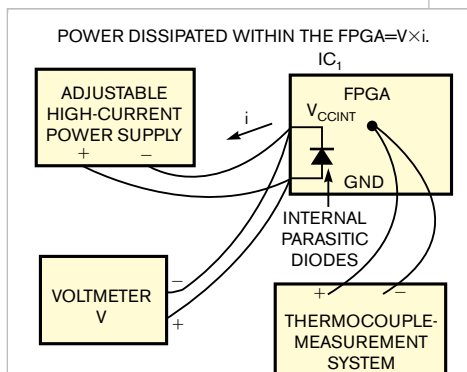 POWER DISSIPATED WITHIN THE FPGA=V×i.
IC₁
ADJUSTABLE
HIGH-CURRENT
POWER SUPPLY
+ −
i
FPGA
V_CCINT
GND
INTERNAL
PARASITIC
DIODES
VOLTMETER
V
−
+
+ −
THERMOCOUPLE-
MEASUREMENT
SYSTEM